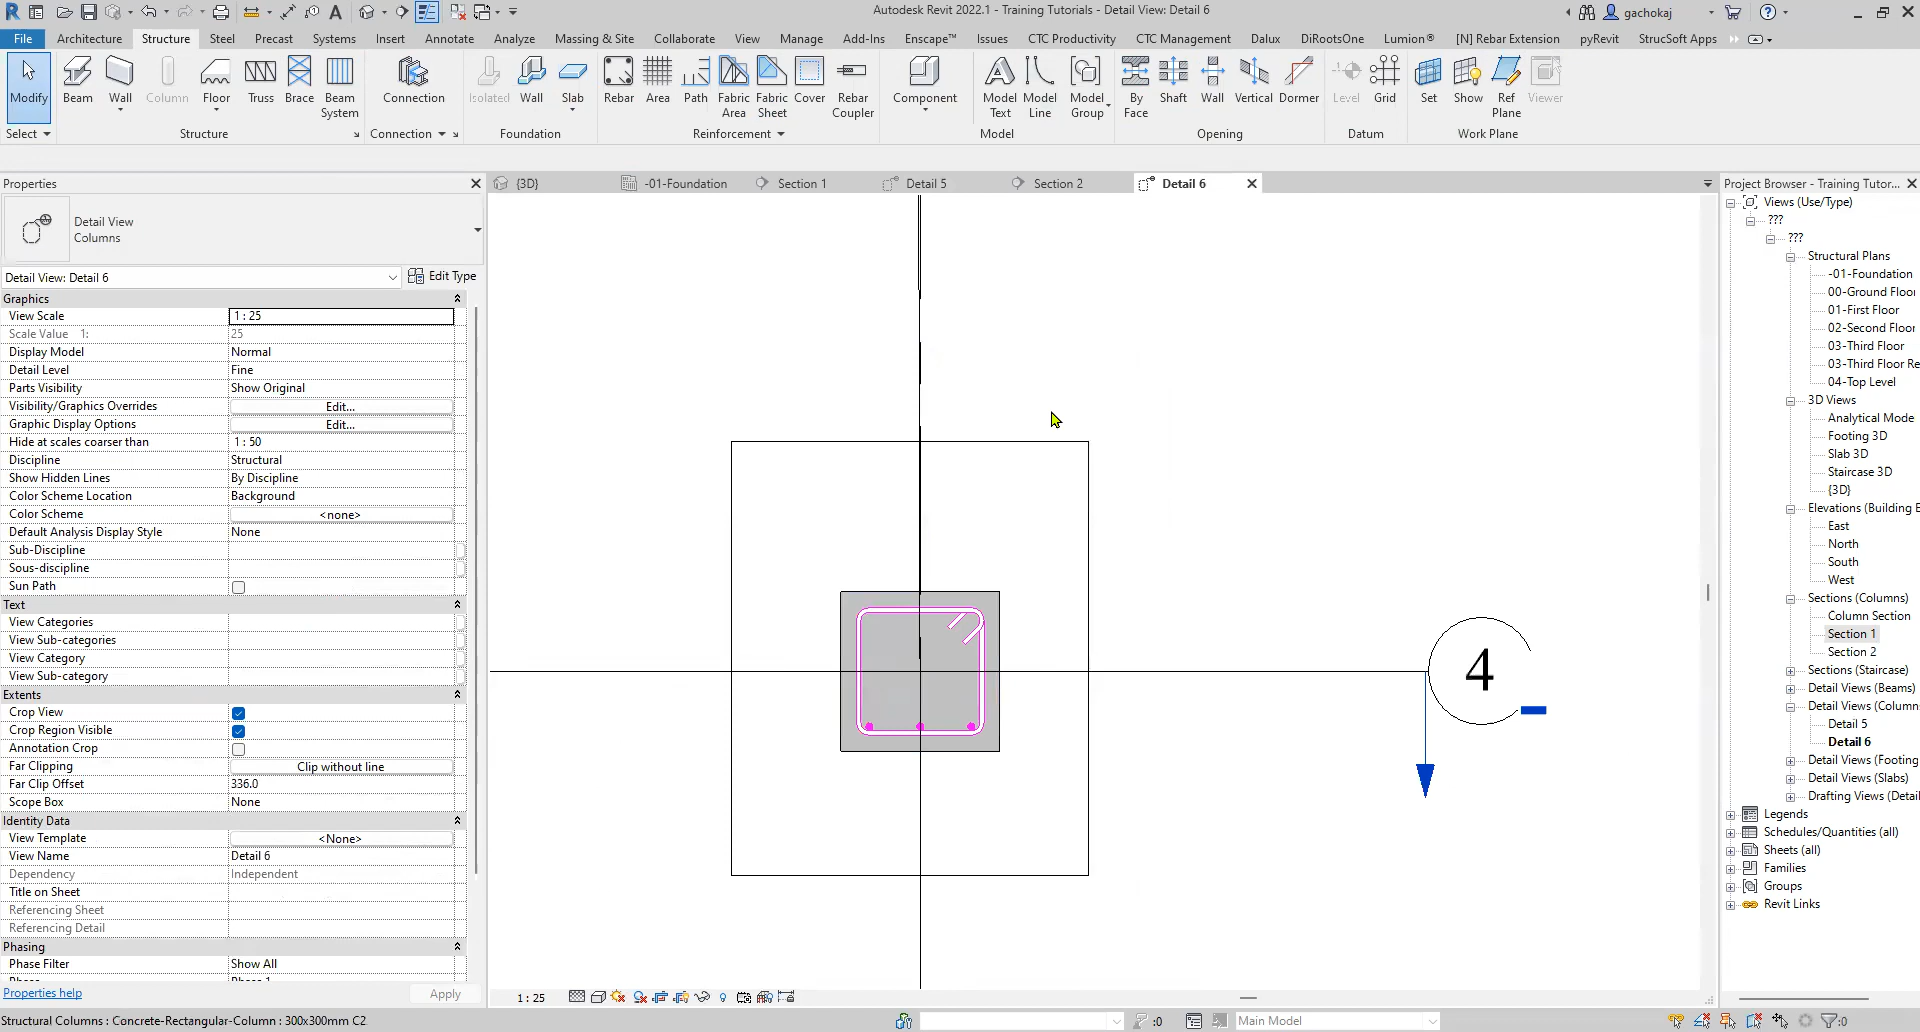 Autodesk Revit 2022.1 - Training Tutorials - Detail View: Detail 6
gachokaj
File Architecture Structure Steel Precast Systems Insert Annotate Analyze Massing & Site Collaborate View Manage Add-Ins Enscape™ Issues CTC Productivity CTC Management Dalux DiRootsOne Lumion® [N] Rebar Extension pyRevit StrucSoft Apps
Modify Beam Wall Column Floor Truss Brace Beam System Connection Isolated Wall Slab Rebar Area Path Fabric Area Fabric Sheet Cover Rebar Coupler Component Model Text Model Line Model Group By Face Shaft Wall Vertical Dormer Level Grid Set Show Ref Plane Viewer
Select Structure Connection Foundation Reinforcement Model Opening Datum Work Plane
Properties
{3D} -01-Foundation Section 1 Detail 5 Section 2 Detail 6
Project Browser - Training Tutor...
Detail View
Columns
Detail View: Detail 6 Edit Type
Graphics
View Scale 1 : 25
Scale Value 1: 25
Display Model Normal
Detail Level Fine
Parts Visibility Show Original
Visibility/Graphics Overrides Edit...
Graphic Display Options Edit...
Hide at scales coarser than 1 : 50
Discipline Structural
Show Hidden Lines By Discipline
Color Scheme Location Background
Color Scheme <none>
Default Analysis Display Style None
Sub-Discipline
Sous-discipline
Sun Path
Text
View Categories
View Sub-categories
View Category
View Sub-category
Extents
Crop View
Crop Region Visible
Annotation Crop
Far Clipping Clip without line
Far Clip Offset 336.0
Scope Box None
Identity Data
View Template <None>
View Name Detail 6
Dependency Independent
Title on Sheet
Referencing Sheet
Referencing Detail
Phasing
Phase Filter Show All
Properties help Apply
4
1 : 25
Views (Use/Type)
???
???
Structural Plans
-01-Foundation
00-Ground Floor
01-First Floor
02-Second Floor
03-Third Floor
03-Third Floor Re
04-Top Level
3D Views
Analytical Mode
Footing 3D
Slab 3D
Staircase 3D
{3D}
Elevations (Building E
East
North
South
West
Sections (Columns)
Column Section
Section 1
Section 2
Sections (Staircase)
Detail Views (Beams)
Detail Views (Column
Detail 5
Detail 6
Detail Views (Footing
Detail Views (Slabs)
Drafting Views (Detail
Legends
Schedules/Quantities (all)
Sheets (all)
Families
Groups
Revit Links
Structural Columns : Concrete-Rectangular-Column : 300x300mm C2
:0
Main Model
:0